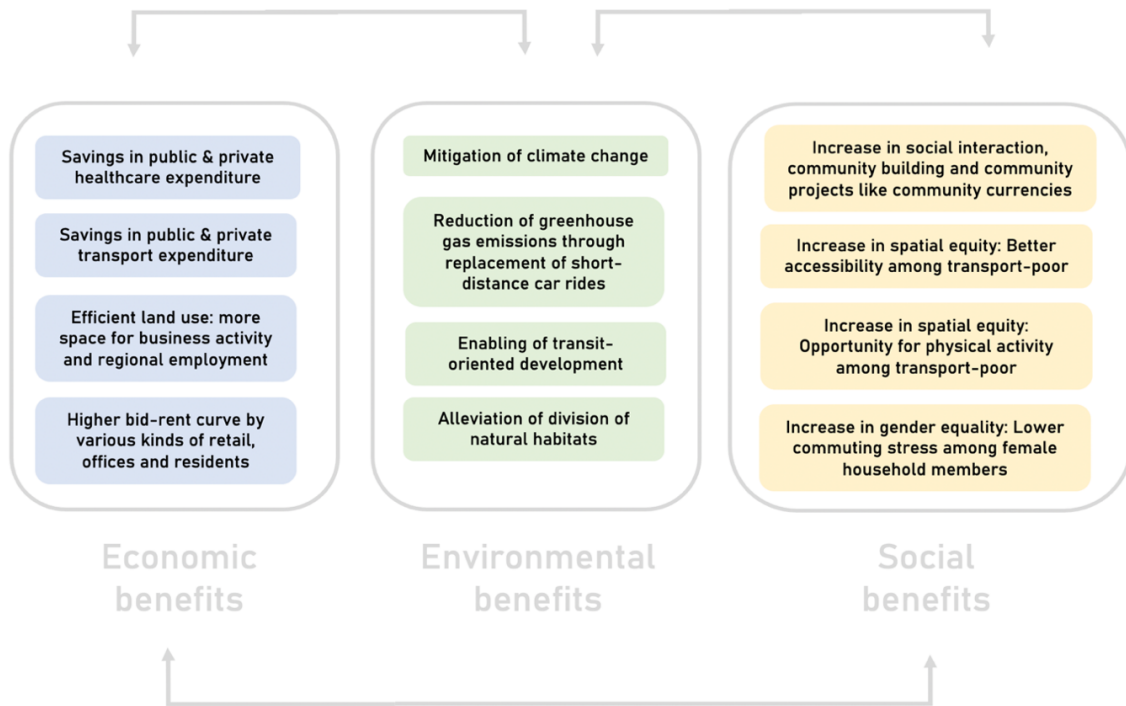 Savings in public & private
healthcare expenditure
Savings in public & private
transport expenditure
Efficient land use: more
space for business activity
and regional employment
Higher bid-rent curve by
various kinds of retail,
offices and residents
Economic
benefits
Mitigation of climate change
Reduction of greenhouse
gas emissions through
replacement of short-
distance car rides
Enabling of transit-
oriented development
Alleviation of division of
natural habitats
Environmental
benefits
Increase in social interaction,
community building and community
projects like community currencies
Increase in spatial equity: Better
accessibility among transport-poor
Increase in spatial equity:
Opportunity for physical activity
among transport-poor
Increase in gender equality: Lower
commuting stress among female
household members
Social
benefits